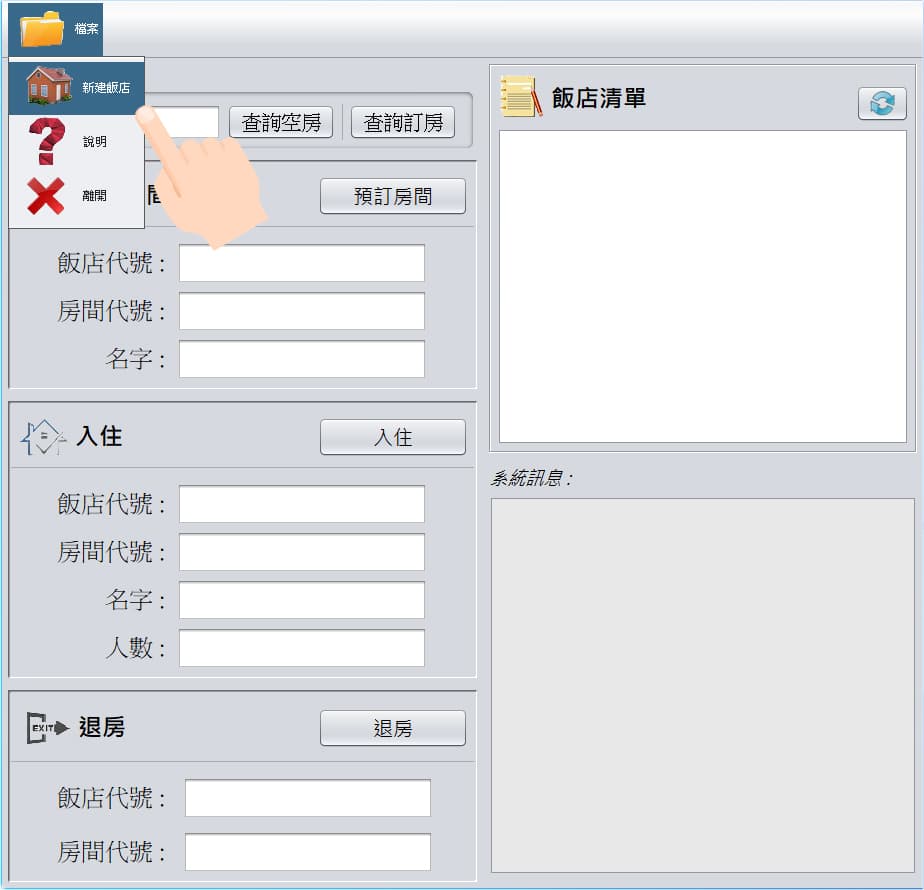 檔案
新建飯店
說明
離開
查詢空房
查詢訂房
間
預訂房間
飯店代號：
房間代號：
名字：
入住
入住
飯店代號：
房間代號：
名字：
人數：
EXIT
退房
退房
飯店代號：
房間代號：
飯店清單
系統訊息：